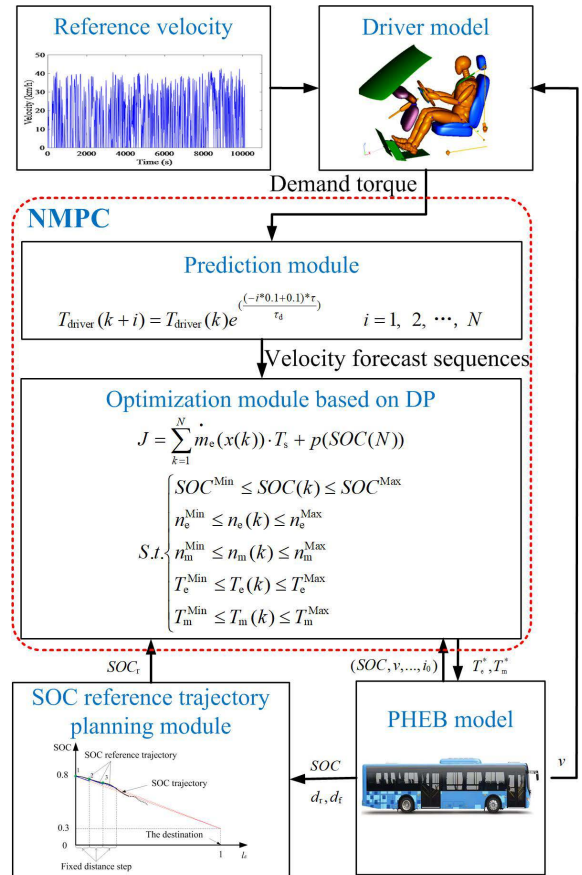 Reference velocity
Velocity (km/h)
50
40
30
20
10
0
0 2000 4000 6000 8000 10000
Time (s)
Driver model
Demand torque
NMPC
Prediction module
T_driver(k+i) = T_driver(k)e^((-i*0.1+0.1)*τ/τ_d) i = 1, 2, ⋯, N
Velocity forecast sequences
Optimization module based on DP
J = ∑_{k=1}^{N} ṁ_e(x(k))·T_s + p(SOC(N))
S.t.
SOC^Min ≤ SOC(k) ≤ SOC^Max
n_e^Min ≤ n_e(k) ≤ n_e^Max
n_m^Min ≤ n_m(k) ≤ n_m^Max
T_e^Min ≤ T_e(k) ≤ T_e^Max
T_m^Min ≤ T_m(k) ≤ T_m^Max
SOC_r
(SOC, v, ..., i_0)
T_e^*, T_m^*
SOC reference trajectory
planning module
SOC
SOC reference trajectory
0.8
1
2
3
SOC trajectory
0.3
The destination
0
1
Fixed distance step
SOC
d_r, d_f
PHEB model
v